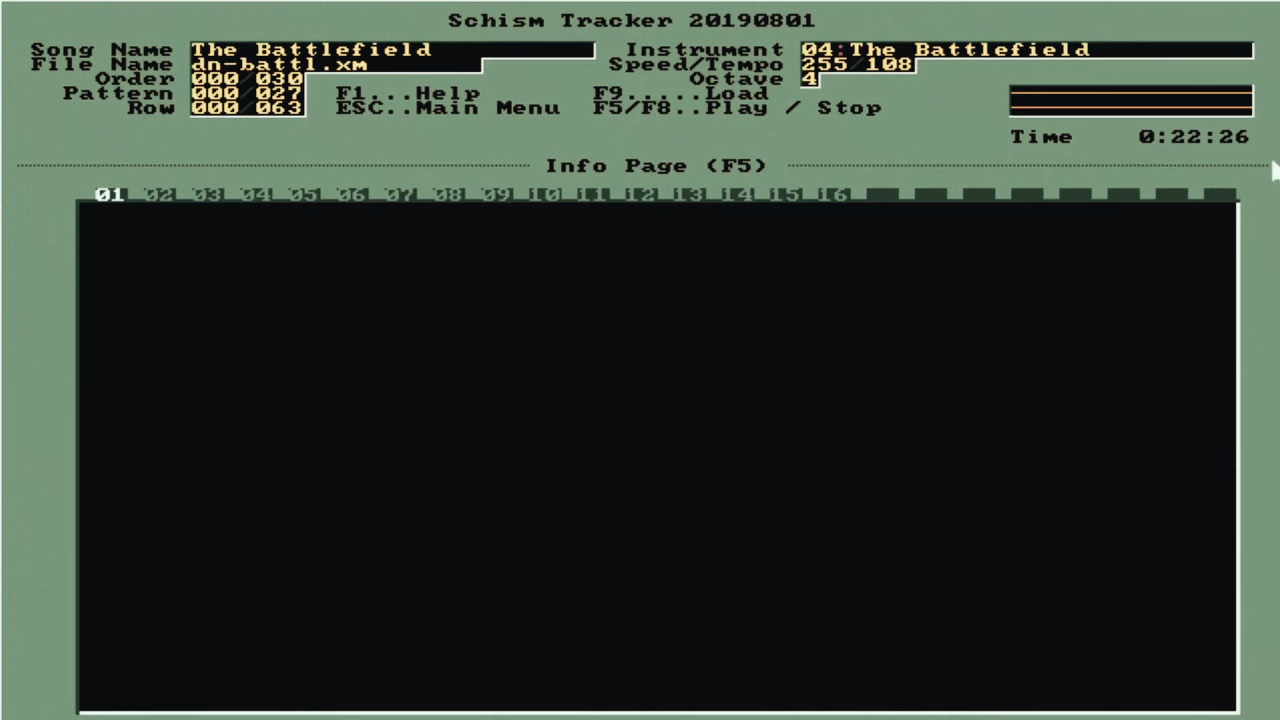 Schism Tracker 20190801
Song Name The Battlefield Instrument 04:The Battlefield
File Name dn-battl.xm Speed/Tempo 255/108
Order 000/030 Octave 4
Pattern 000/027 F1...Help F9.....Load
Row 000/063 ESC..Main Menu F5/F8..Play / Stop
Time 0:22:26
Info Page (F5)
01 02 03 04 05 06 07 08 09 10 11 12 13 14 15 16